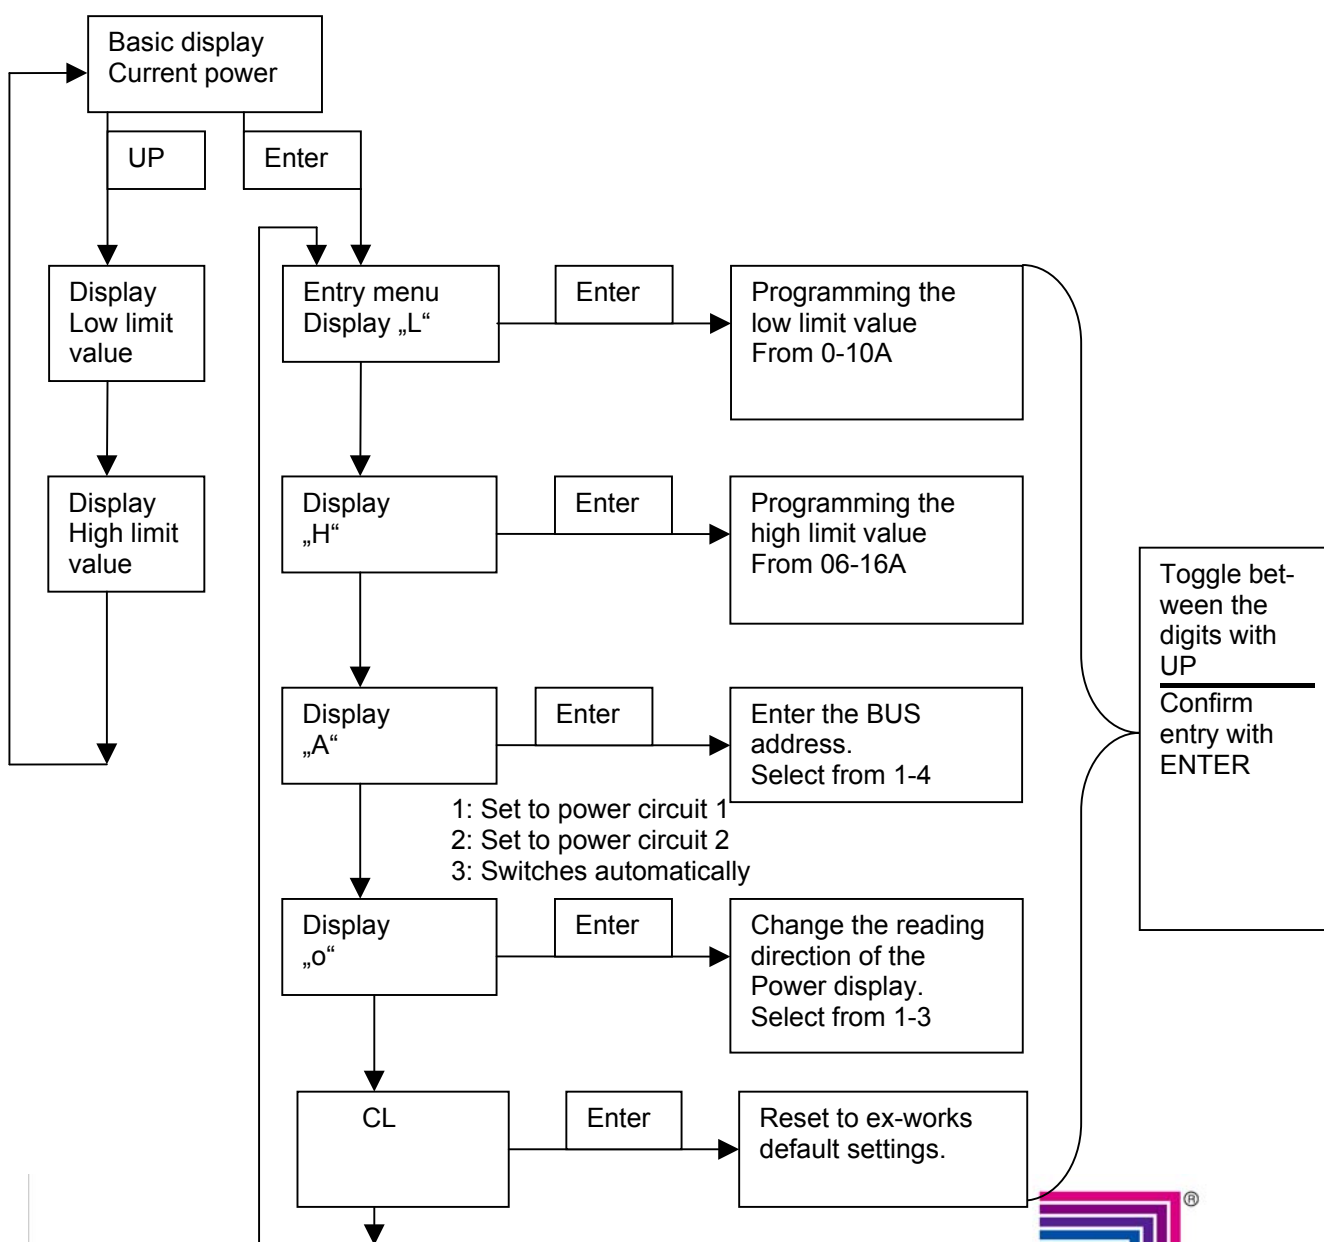 Basic display
Current power
UP
Enter
Display
Low limit
value
Display
High limit
value
Entry menu
Display „L“
Enter
Programming the
low limit value
From 0-10A
Display
„H“
Enter
Programming the
high limit value
From 06-16A
Display
„A“
Enter
Enter the BUS
address.
Select from 1-4
1: Set to power circuit 1
2: Set to power circuit 2
3: Switches automatically
Display
„o“
Enter
Change the reading
direction of the
Power display.
Select from 1-3
CL
Enter
Reset to ex-works
default settings.
Toggle bet-
ween the
digits with
UP
Confirm
entry with
ENTER
®